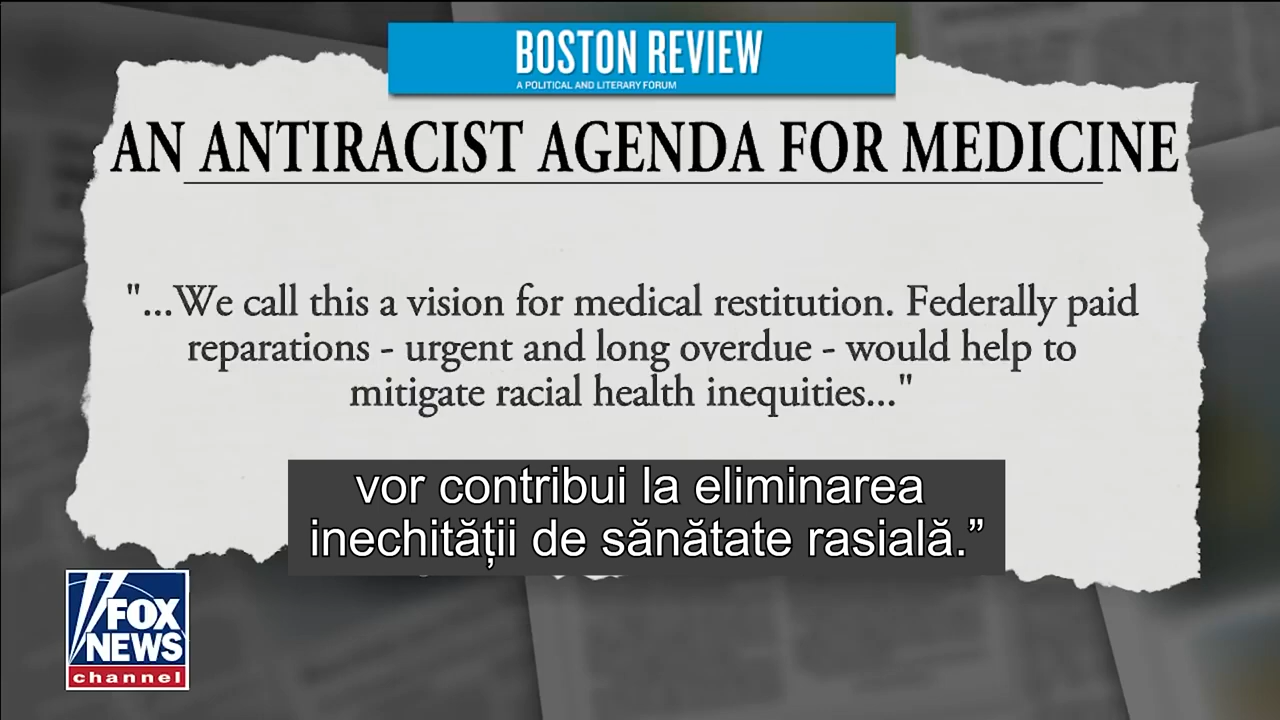 BOSTON REVIEW
A POLITICAL AND LITERARY FORUM
AN ANTIRACIST AGENDA FOR MEDICINE
"...We call this a vision for medical restitution. Federally paid
reparations - urgent and long overdue - would help to
mitigate racial health inequities..."
vor contribui la eliminarea
inechității de sănătate rasială.”
FOX
NEWS
channel